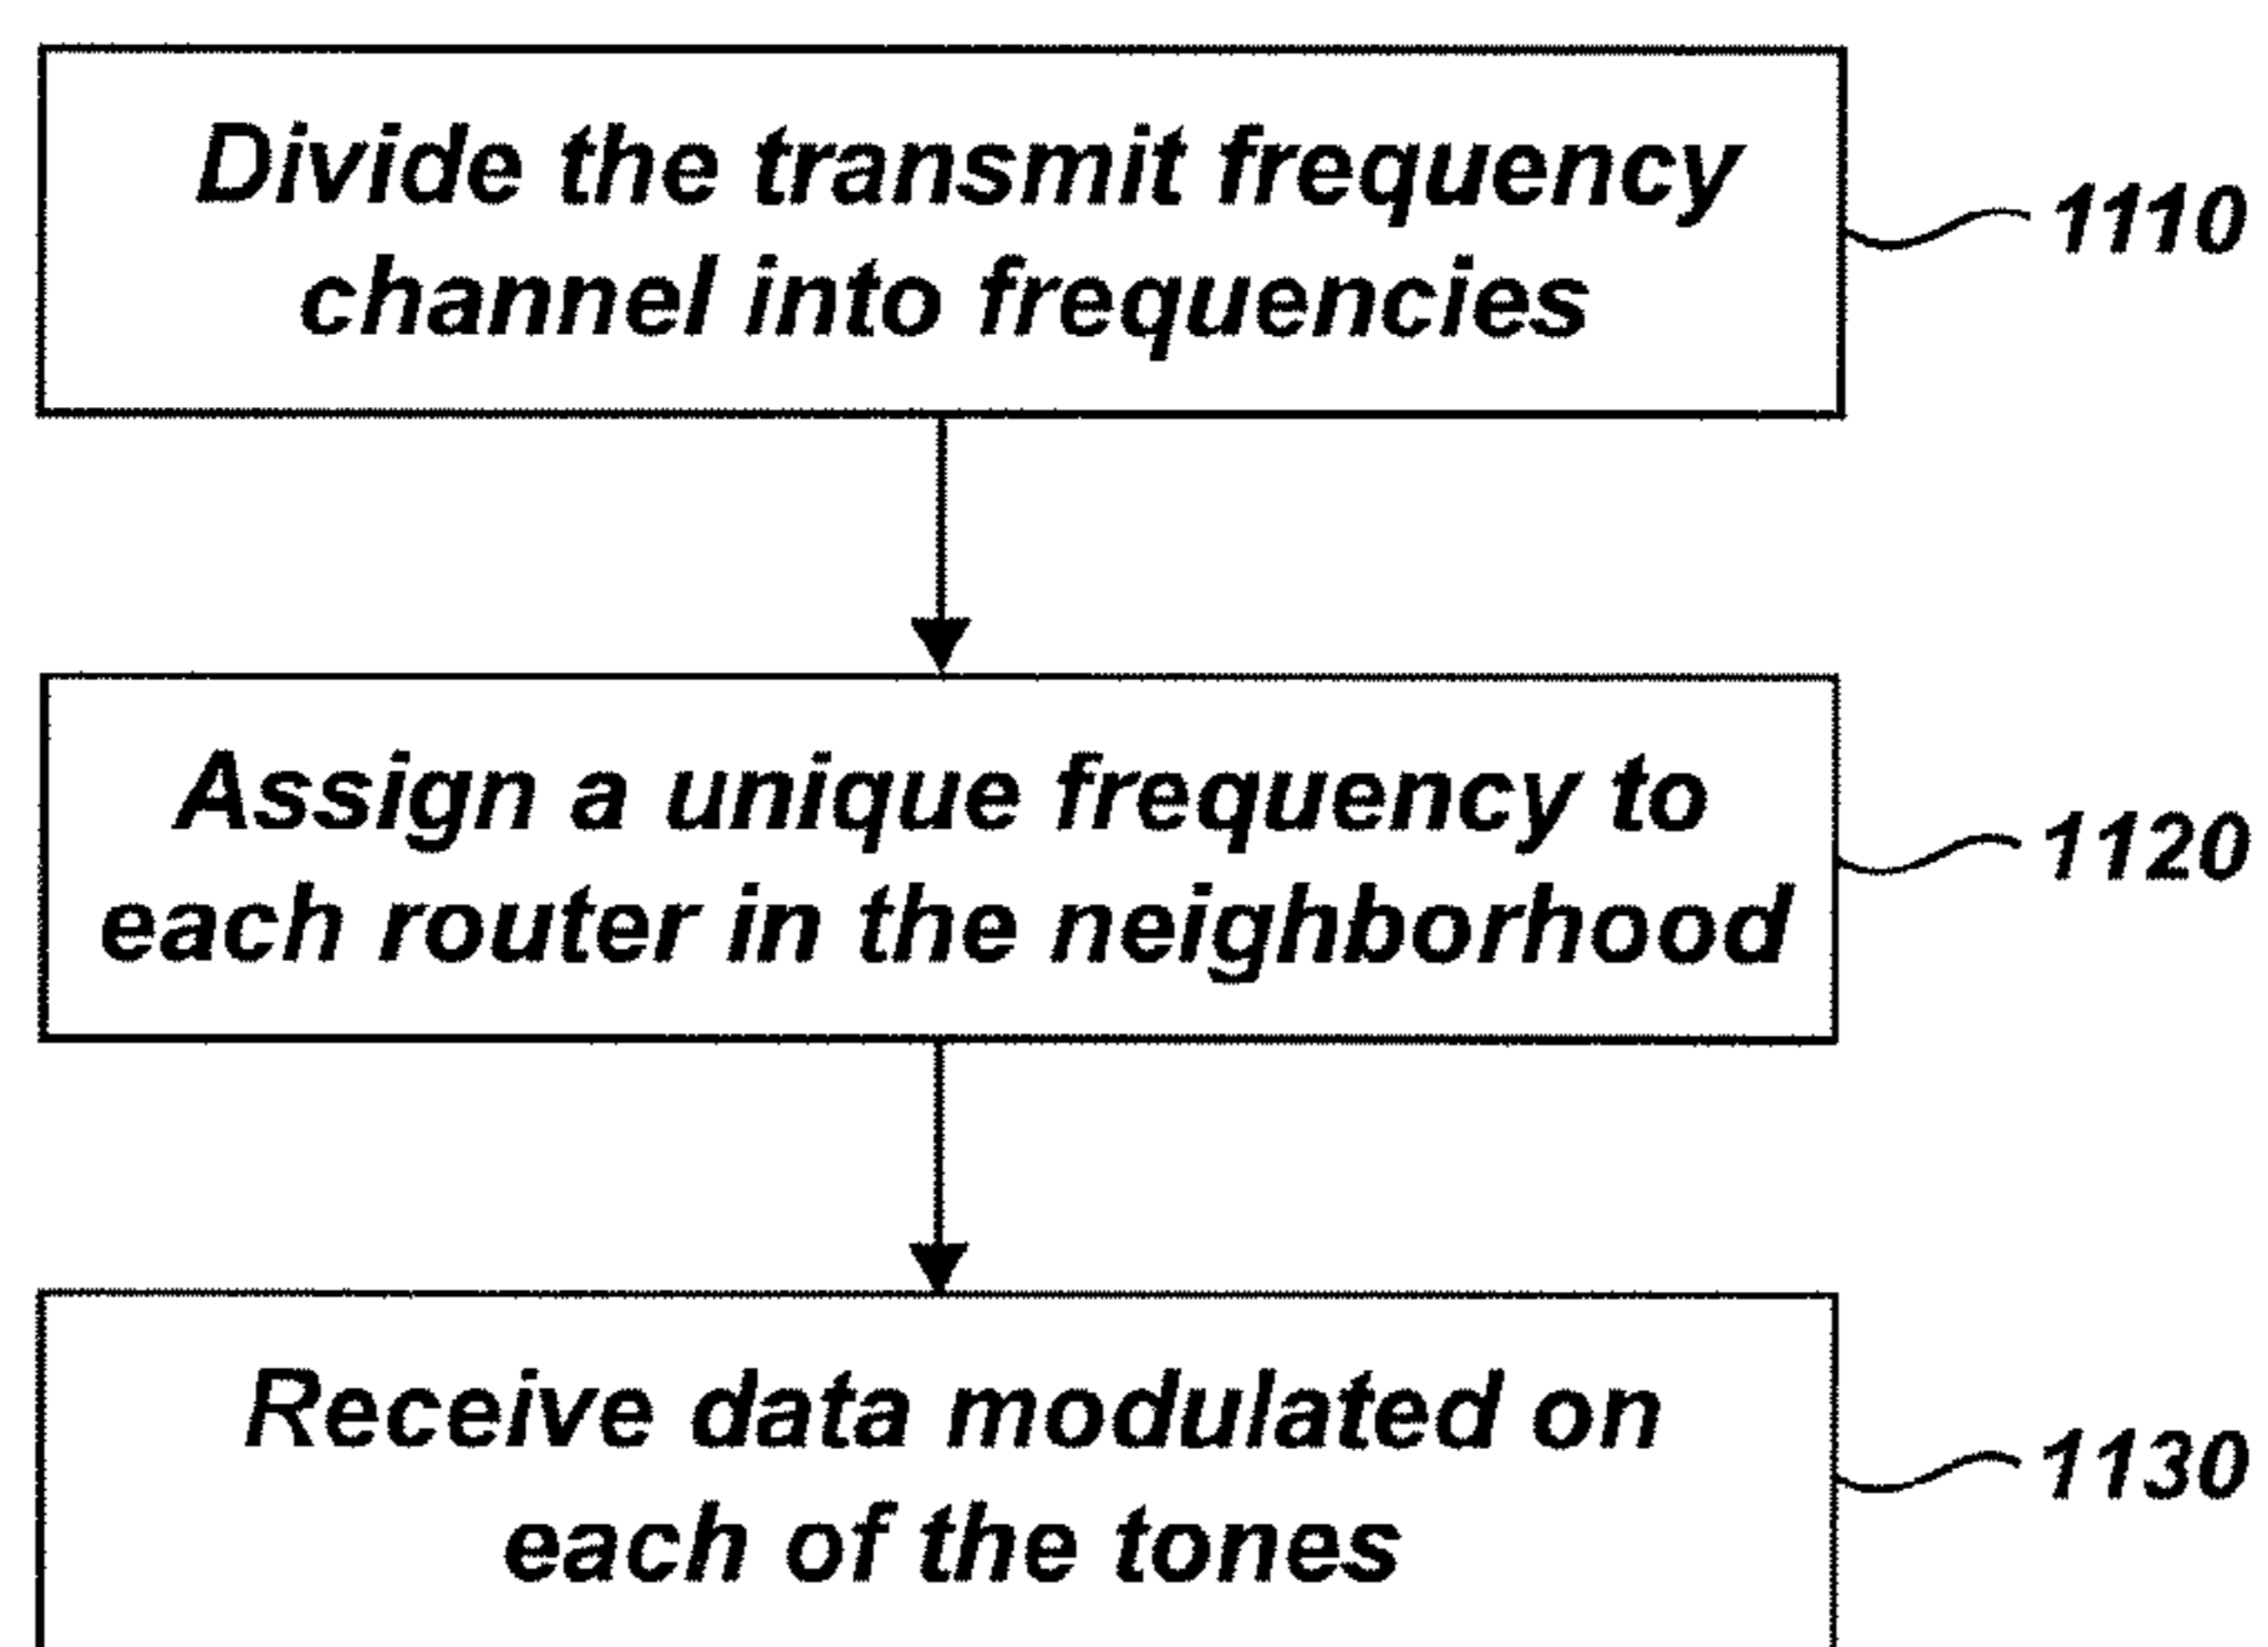 Divide the transmit frequency
channel into frequencies
1110
Assign a unique frequency to
each router in the neighborhood
1120
Receive data modulated on
each of the tones
1130